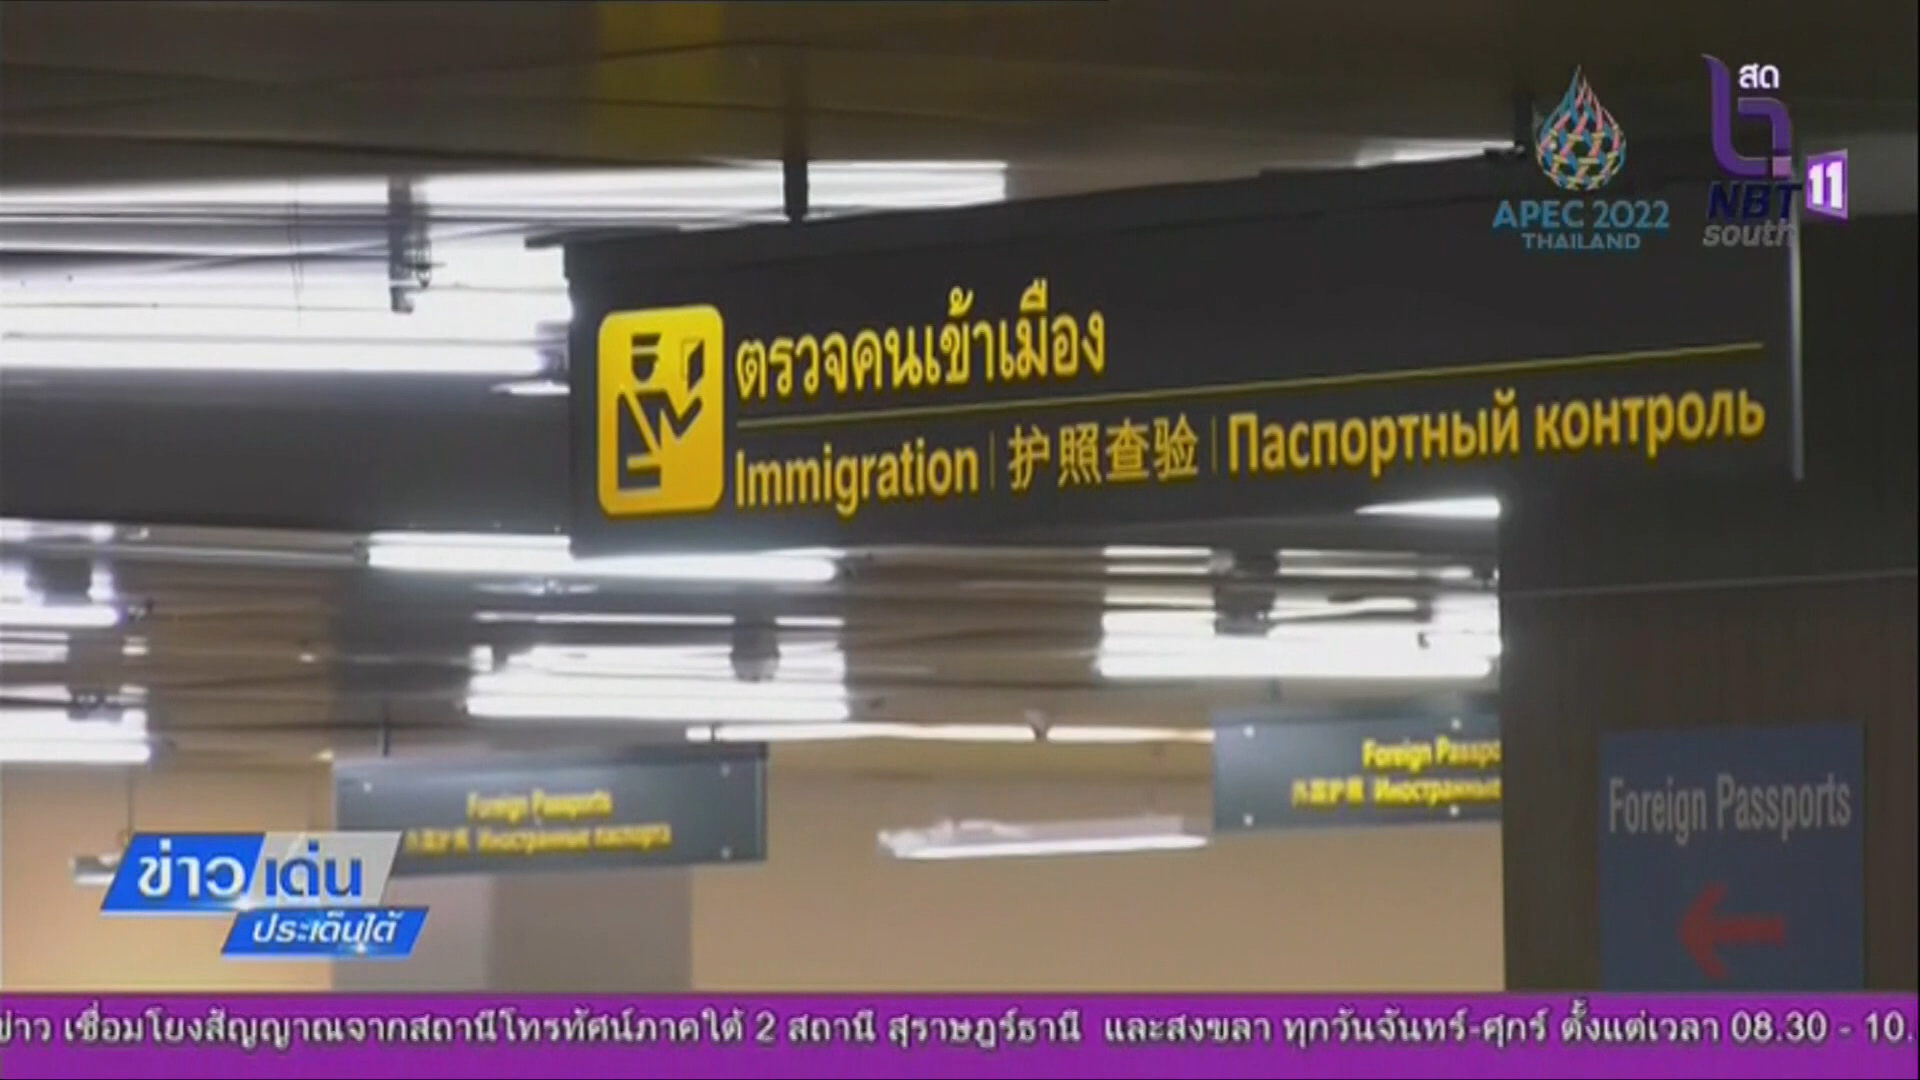 สด
NBT 11
south
APEC 2022
THAILAND
ตรวจคนเข้าเมือง
Immigration | 护照查验 | Паспортный контроль
Foreign Passports
Иностранные паспорта
Foreign Passpo
Иностранные
Foreign Passports
ข่าวเด่น
ประเด็นใต้
ข่าว เชื่อมโยงสัญญาณจากสถานีโทรทัศน์ภาคใต้ 2 สถานี สุราษฎร์ธานี และสงขลา ทุกวันจันทร์-ศุกร์ ตั้งแต่เวลา 08.30 - 10.